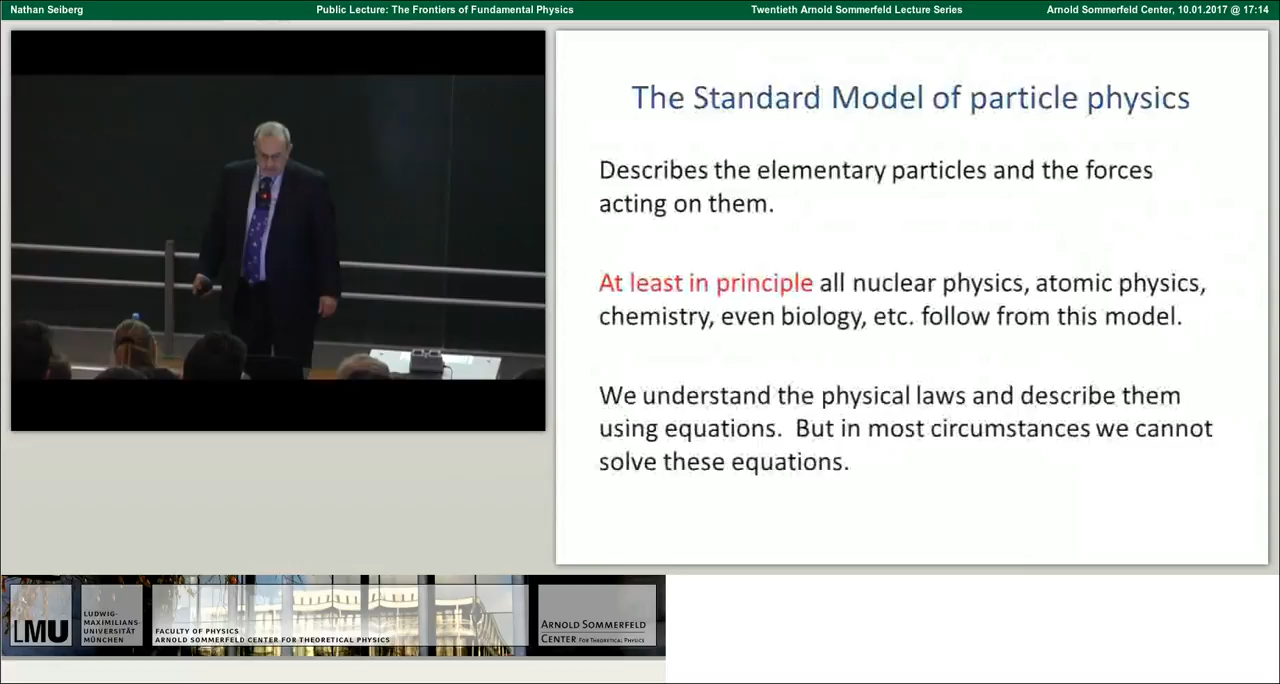 Nathan Seiberg Public Lecture: The Frontiers of Fundamental Physics Twentieth Arnold Sommerfeld Lecture Series Arnold Sommerfeld Center, 10.01.2017 @ 17:14
The Standard Model of particle physics
Describes the elementary particles and the forces
acting on them.
At least in principle all nuclear physics, atomic physics,
chemistry, even biology, etc. follow from this model.
We understand the physical laws and describe them
using equations. But in most circumstances we cannot
solve these equations.
LMU
LUDWIG-
MAXIMILIANS-
UNIVERSITÄT
MÜNCHEN
FACULTY OF PHYSICS
ARNOLD SOMMERFELD CENTER FOR THEORETICAL PHYSICS
ARNOLD SOMMERFELD
CENTER FOR THEORETICAL PHYSICS